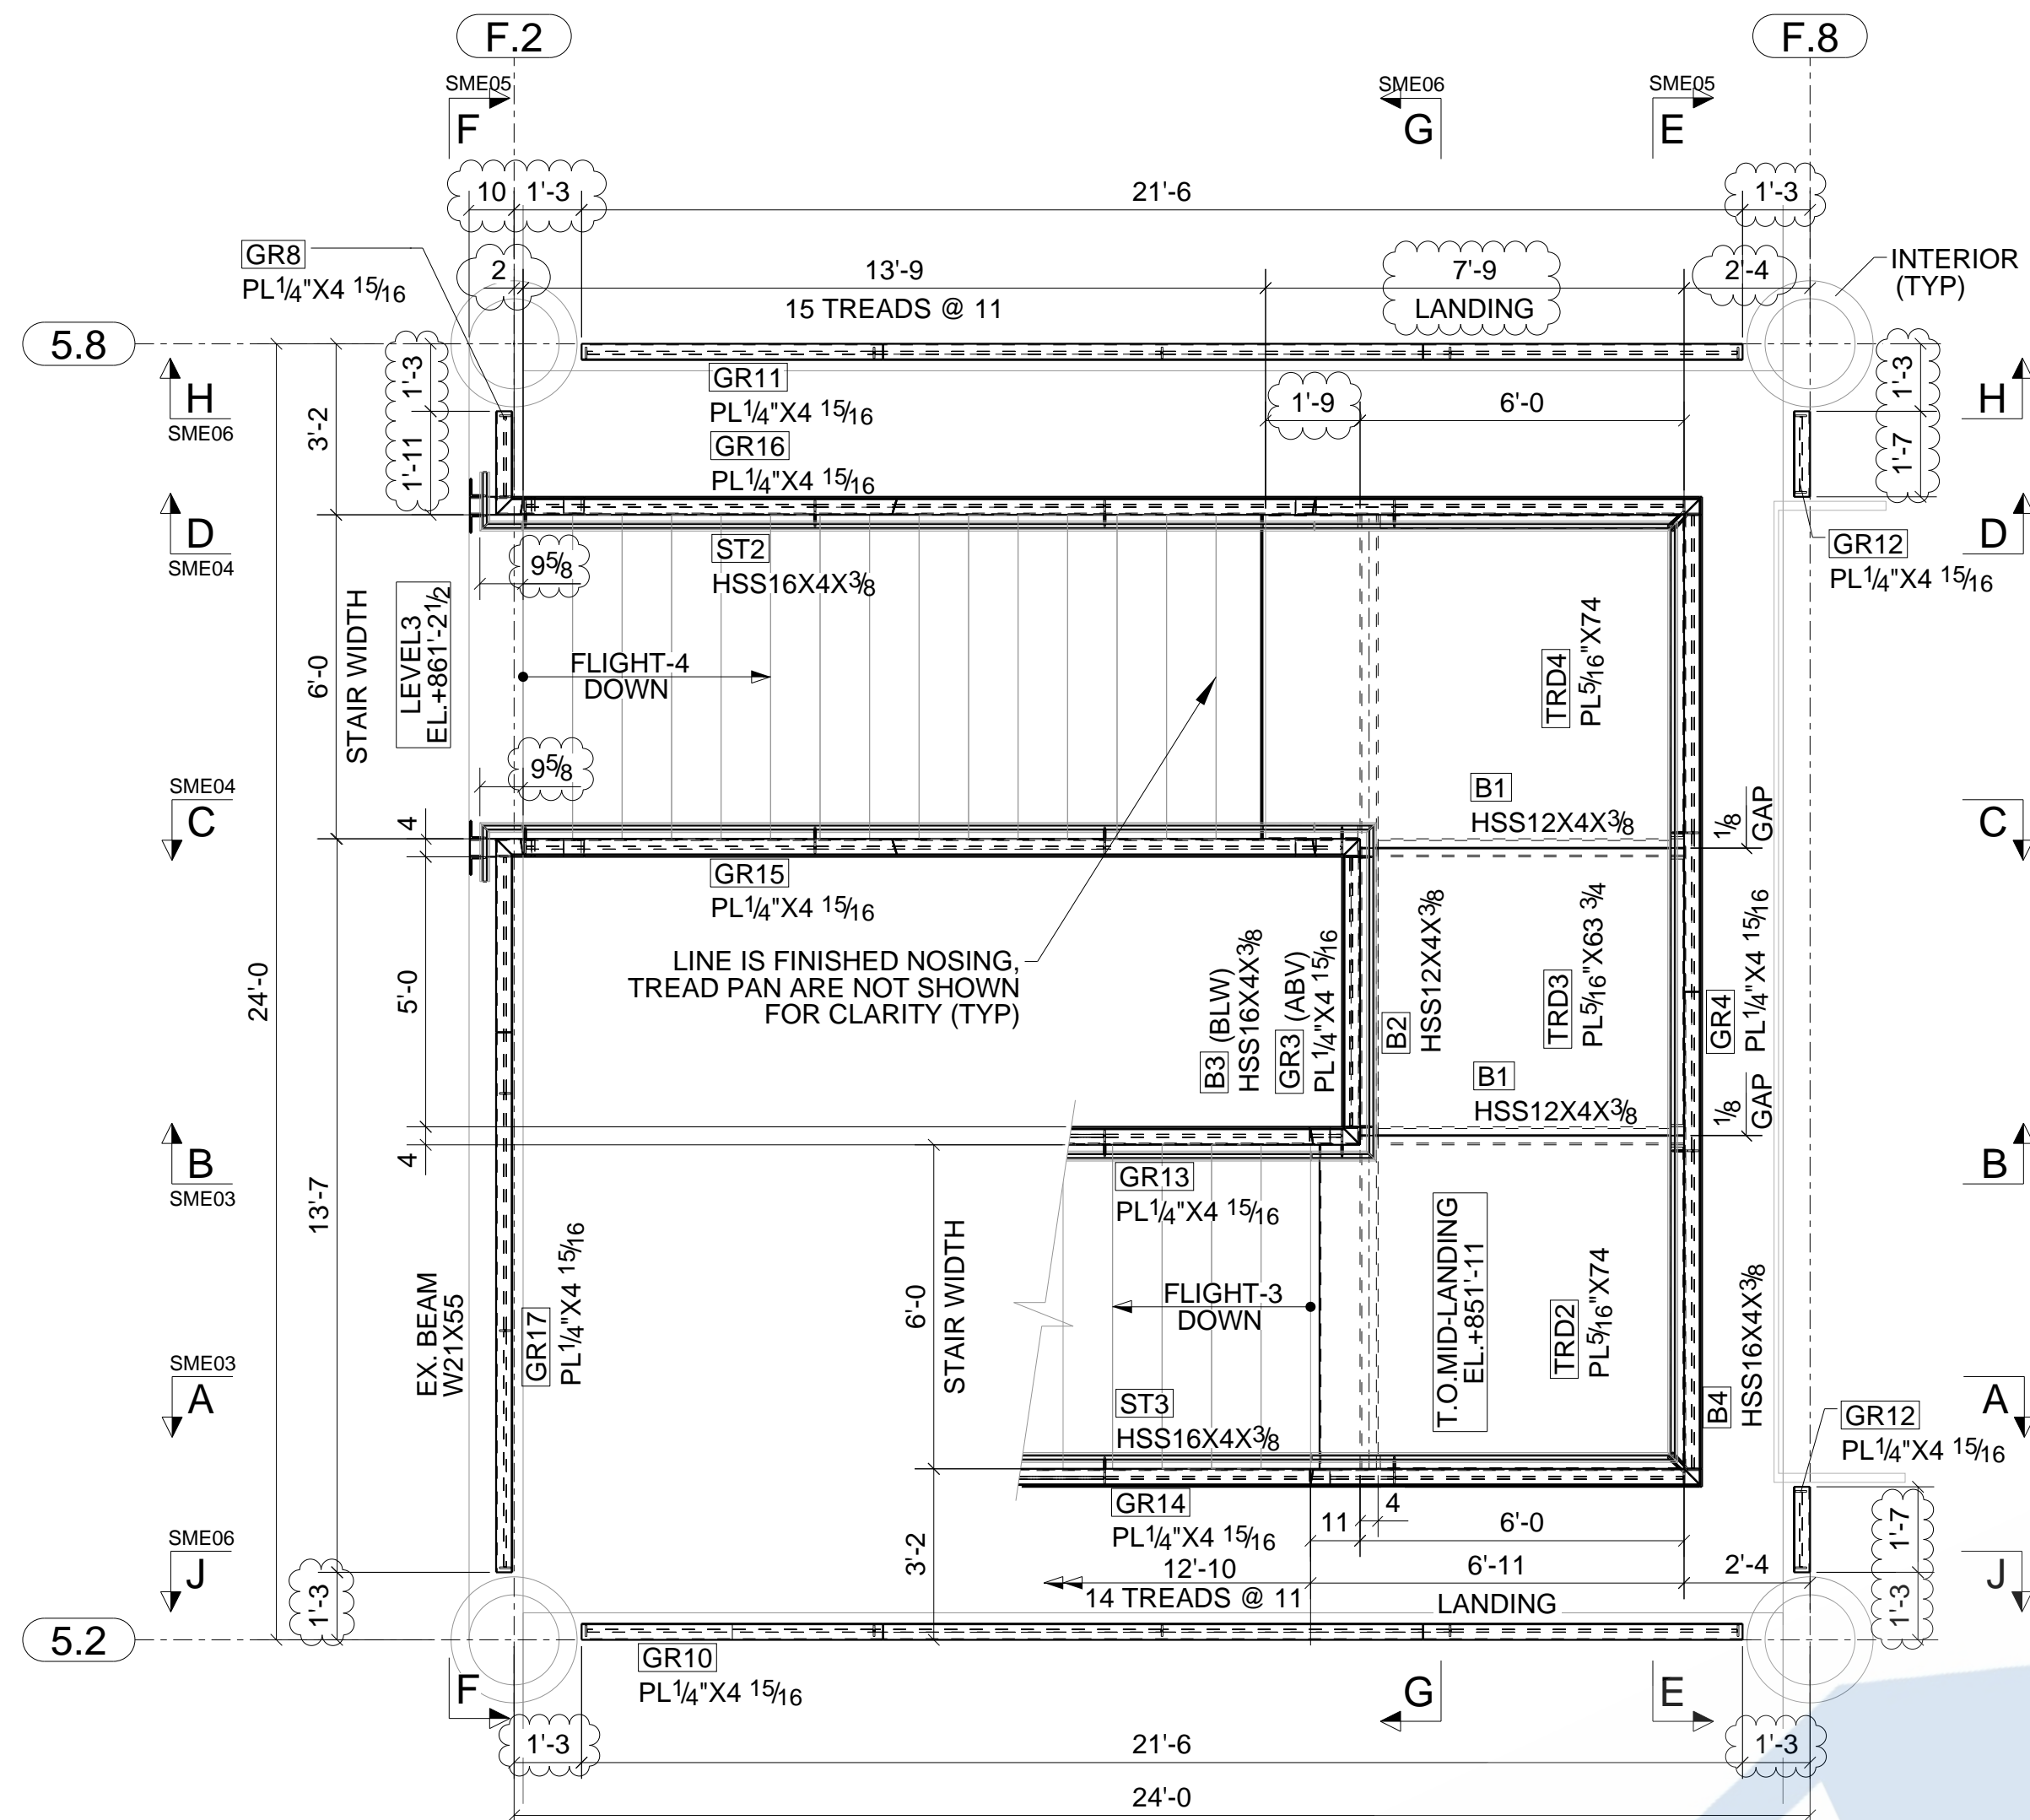 F.2
F.8
SME05
F
SME06
G
SME05
E
10
1'-3
21'-6
1'-3
GR8
PL1/4"X4 15/16
2
13'-9
15 TREADS @ 11
7'-9
LANDING
2'-4
INTERIOR
(TYP)
5.8
H
SME06
3'-2
1'-3
1'-11
GR11
PL1/4"X4 15/16
1'-9
6'-0
1'-3
1'-7
H
GR16
PL1/4"X4 15/16
D
SME04
9 5/8
ST2
HSS16X4X3/8
GR12
PL1/4"X4 15/16
D
6'-0
STAIR WIDTH
LEVEL3
EL.+861'-2 1/2
FLIGHT-4
DOWN
TRD4
PL5/16"X74
9 5/8
SME04
C
4
B1
HSS12X4X3/8
1/8
GAP
C
GR15
PL1/4"X4 15/16
24'-0
5'-0
LINE IS FINISHED NOSING,
TREAD PAN ARE NOT SHOWN
FOR CLARITY (TYP)
B3 (BLW)
HSS16X4X3/8
GR3 (ABV)
PL1/4"X4 15/16
B2
HSS12X4X3/8
TRD3
PL5/16"X63 3/4
GR4
PL1/4"X4 15/16
B1
HSS12X4X3/8
1/8
GAP
B
SME03
4
13'-7
GR13
PL1/4"X4 15/16
B
EX. BEAM
W21X55
GR17
PL1/4"X4 15/16
6'-0
STAIR WIDTH
FLIGHT-3
DOWN
T.O.MID-LANDING
EL.+851'-11
TRD2
PL5/16"X74
B4
HSS16X4X3/8
SME03
A
ST3
HSS16X4X3/8
A
GR12
PL1/4"X4 15/16
GR14
PL1/4"X4 15/16
11
4
6'-0
SME06
J
1'-3
3'-2
12'-10
14 TREADS @ 11
6'-11
LANDING
2'-4
1'-7
1'-3
J
5.2
GR10
PL1/4"X4 15/16
F
G
E
1'-3
21'-6
1'-3
24'-0